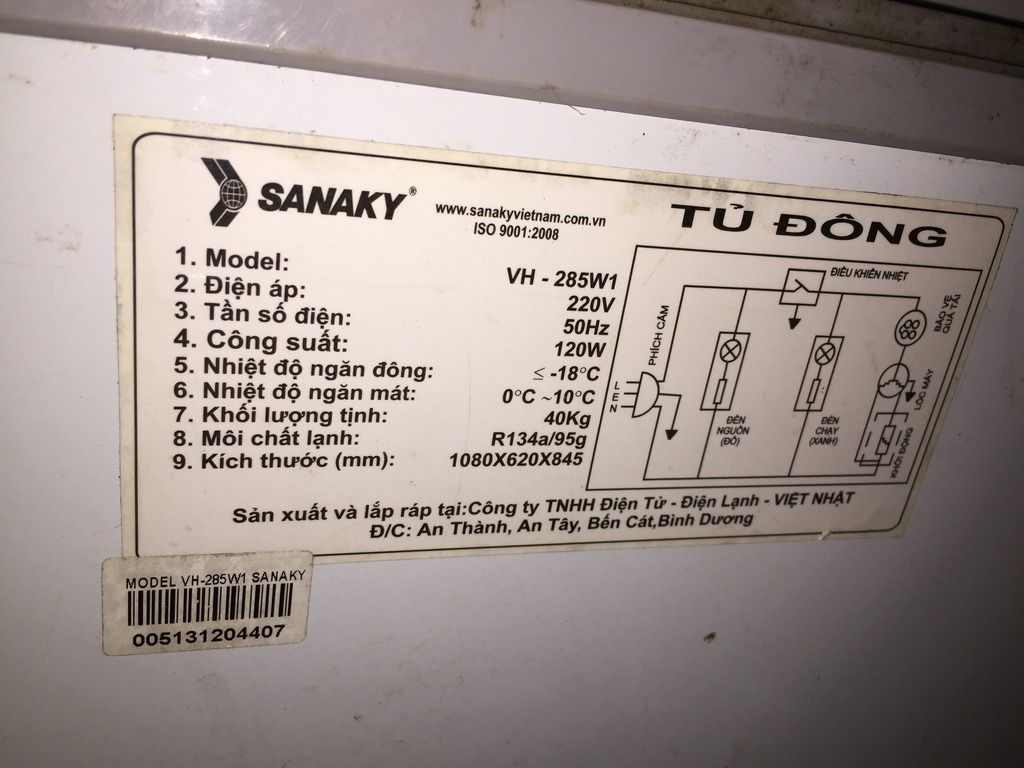 SANAKY®
www.sanakyvietnam.com.vn
ISO 9001:2008
TỦ ĐÔNG
1. Model: VH - 285W1
2. Điện áp: 220V
3. Tần số điện: 50Hz
4. Công suất: 120W
5. Nhiệt độ ngăn đông: ≤ -18°C
6. Nhiệt độ ngăn mát: 0°C ~10°C
7. Khối lượng tịnh: 40Kg
8. Môi chất lạnh: R134a/95g
9. Kích thước (mm): 1080X620X845
ĐIỀU KHIỂN NHIỆT
PHÍCH CẮM
L
E
N
ĐÈN
NGUỒN
(ĐỎ)
ĐÈN
CHẠY
(XANH)
BẢO VỆ
QUÁ TẢI
LỐC MÁY
KHỞI ĐỘNG
Sản xuất và lắp ráp tại:Công ty TNHH Điện Tử - Điện Lạnh - VIỆT NHẬT
Đ/C: An Thành, An Tây, Bến Cát,Bình Dương
MODEL VH-285W1 SANAKY
005131204407